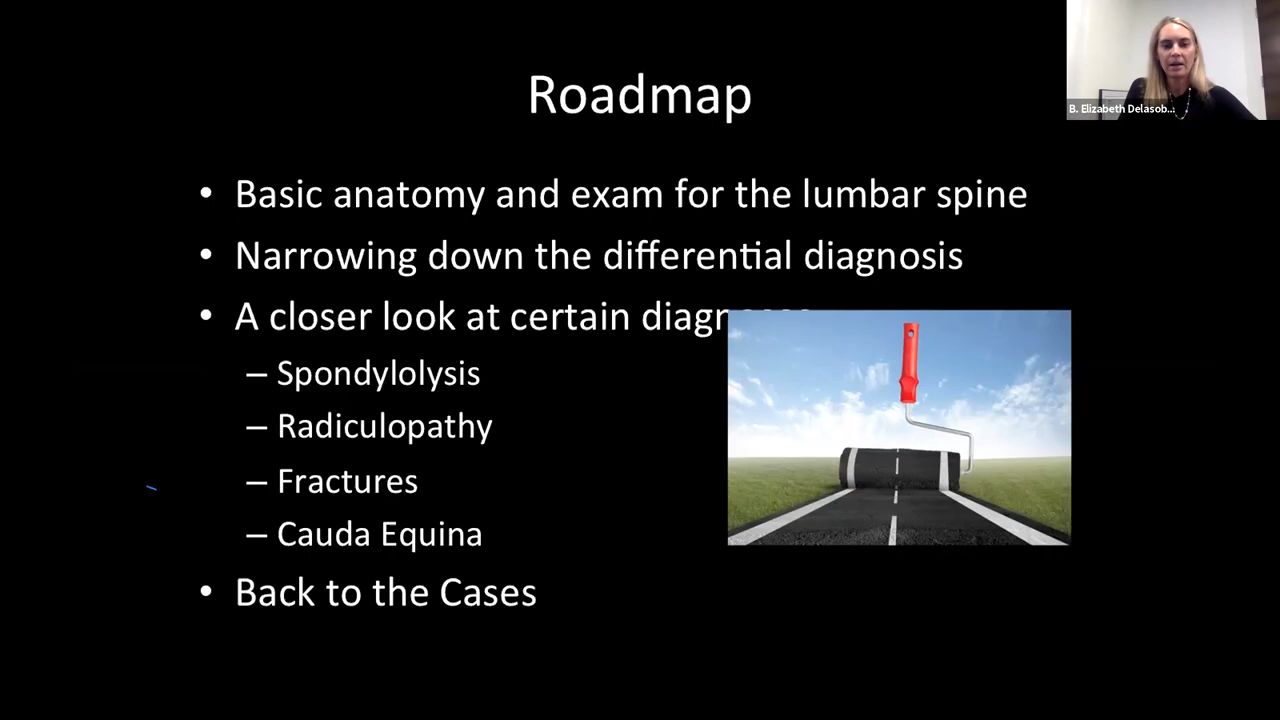 Roadmap
B. Elizabeth Delasob...
• Basic anatomy and exam for the lumbar spine
• Narrowing down the differential diagnosis
• A closer look at certain
– Spondylolysis
– Radiculopathy
– Fractures
– Cauda Equina
• Back to the Cases